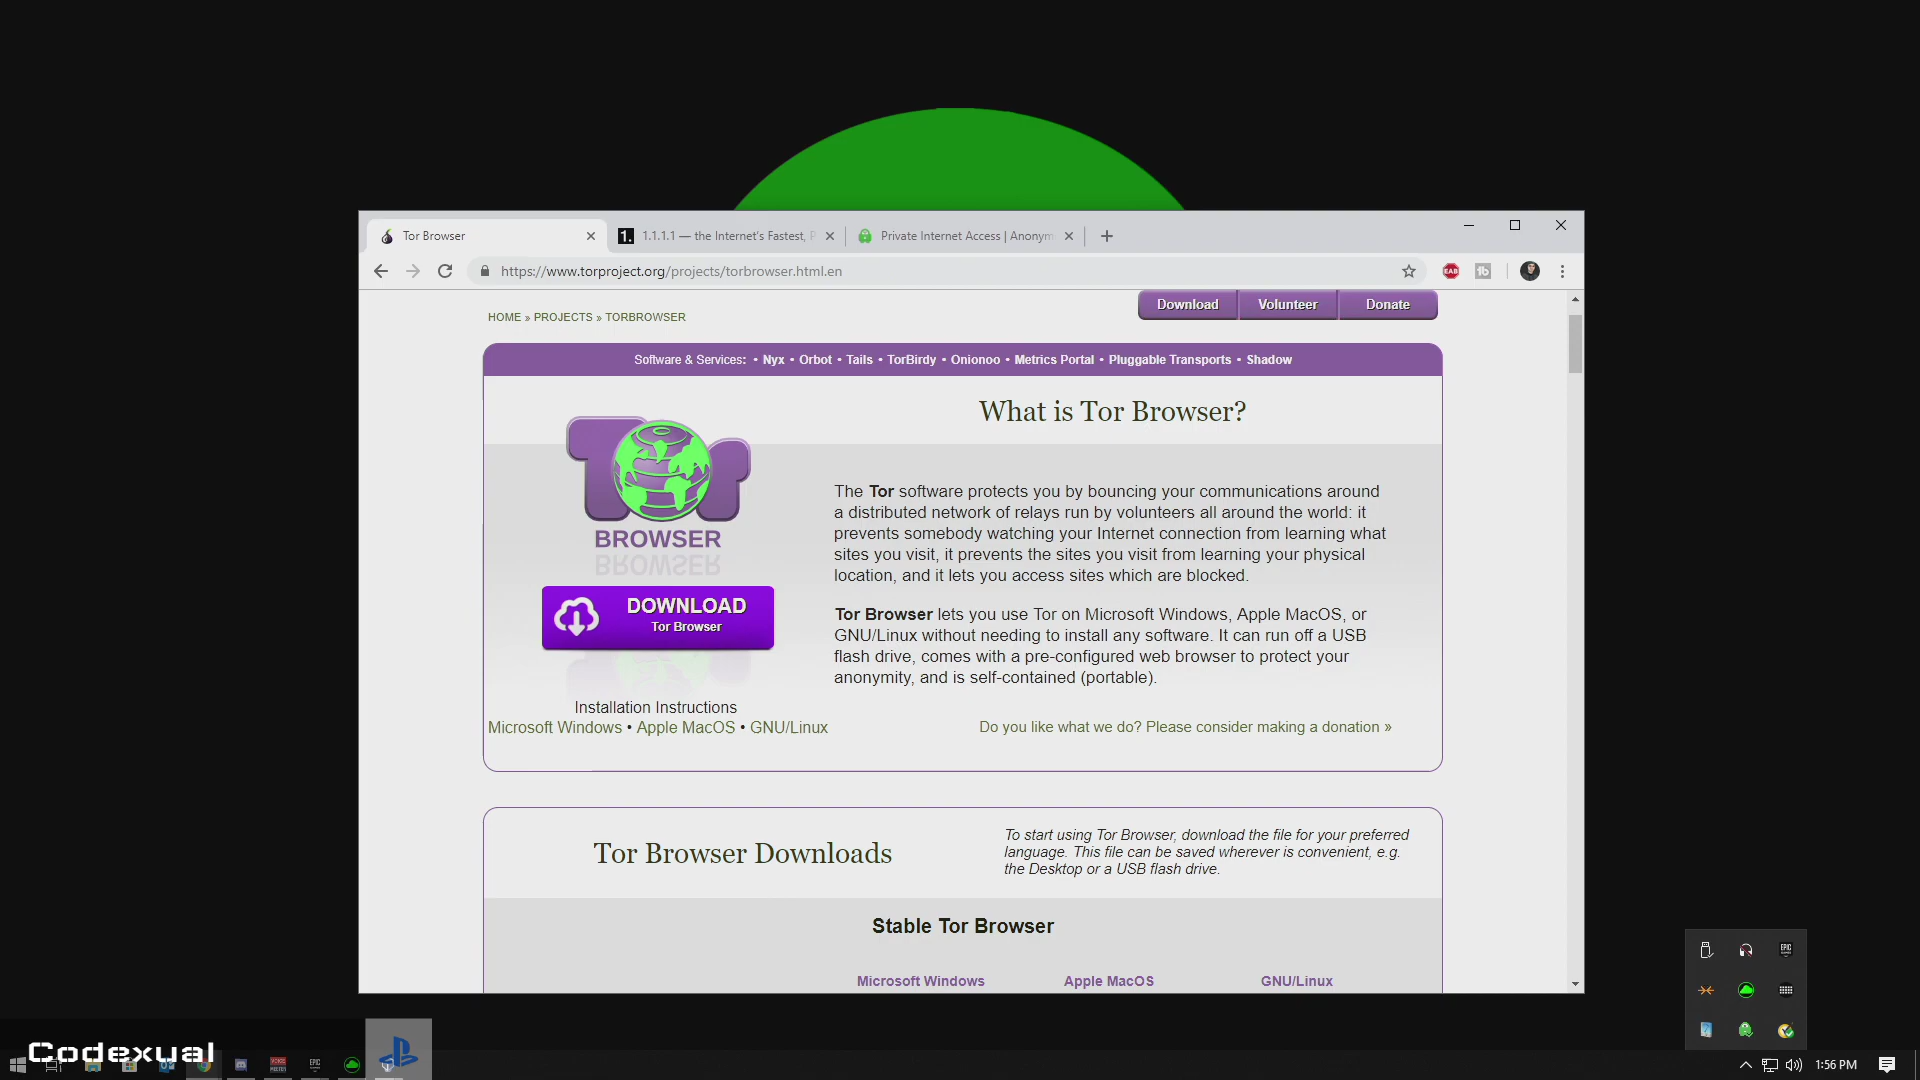 Tor Browser
1.1.1.1 — the Internet's Fastest, P
Private Internet Access | Anonym
https://www.torproject.org/projects/torbrowser.html.en
EAB
HOME » PROJECTS » TORBROWSER
Download
Volunteer
Donate
Software & Services: • Nyx • Orbot • Tails • TorBirdy • Onionoo • Metrics Portal • Pluggable Transports • Shadow
Tor
BROWSER
DOWNLOAD
Tor Browser
Installation Instructions
Microsoft Windows • Apple MacOS • GNU/Linux
What is Tor Browser?
The Tor software protects you by bouncing your communications around
a distributed network of relays run by volunteers all around the world: it
prevents somebody watching your Internet connection from learning what
sites you visit, it prevents the sites you visit from learning your physical
location, and it lets you access sites which are blocked.
Tor Browser lets you use Tor on Microsoft Windows, Apple MacOS, or
GNU/Linux without needing to install any software. It can run off a USB
flash drive, comes with a pre-configured web browser to protect your
anonymity, and is self-contained (portable).
Do you like what we do? Please consider making a donation »
Tor Browser Downloads
To start using Tor Browser, download the file for your preferred
language. This file can be saved wherever is convenient, e.g.
the Desktop or a USB flash drive.
Stable Tor Browser
Microsoft Windows
Apple MacOS
GNU/Linux
EPIC
Codexual
EPIC
1:56 PM